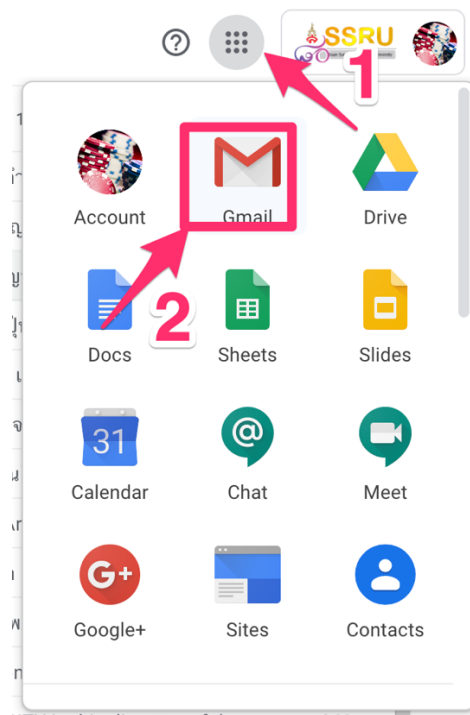 SSRU
1
Account
Gmail
Drive
2
Docs
Sheets
Slides
31
Calendar
Chat
Meet
G+
Google+
Sites
Contacts